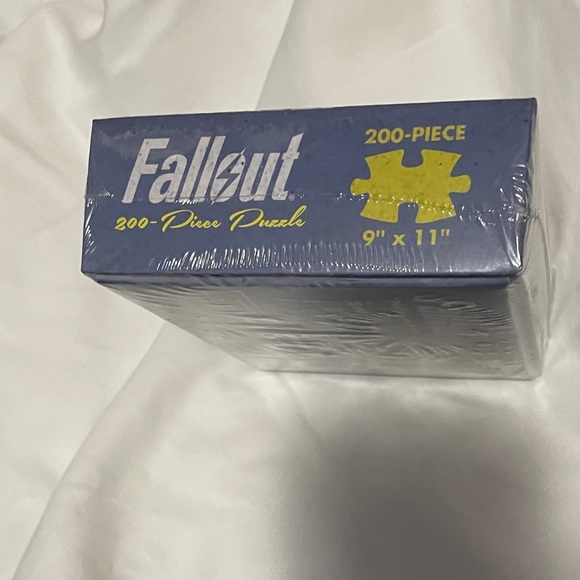 Fallout
200-Piece Puzzle
200-PIECE
9" x 11"